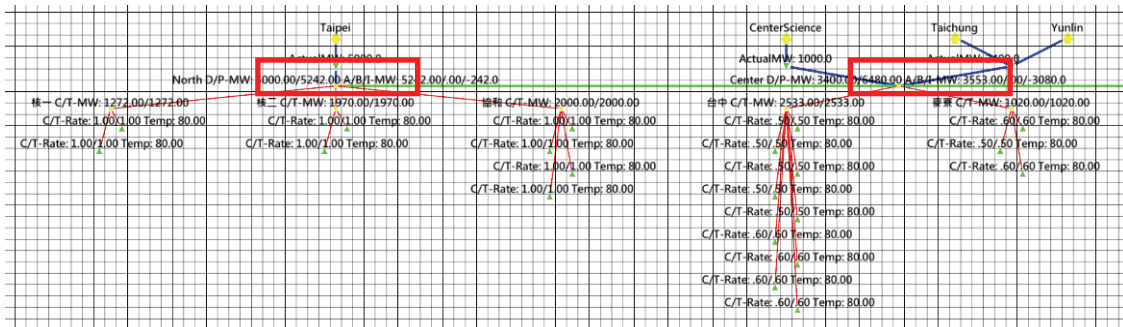 Taipei CenterScience Taichung Yunlin
ActualMW: 5000.0 ActualMW: 1000.0 ActualMW:
North D/P-MW: 5000.00/5242.00 A/B/I-MW: 5242.00/.00/-242.0 Center D/P-MW: 3400.00/6480.00 A/B/I-MW: 3553.00/.00/-3080.0
核一 C/T-MW: 1272.00/1272.00 核二 C/T-MW: 1970.00/1970.00 協和 C/T-MW: 2000.00/2000.00 台中 C/T-MW: 2533.00/2533.00 麥寮 C/T-MW: 1020.00/1020.00
C/T-Rate: 1.00/1.00 Temp: 80.00 C/T-Rate: 1.00/1.00 Temp: 80.00 C/T-Rate: 1.00/1.00 Temp: 80.00 C/T-Rate: .50/.50 Temp: 80.00 C/T-Rate: .60/.60 Temp: 80.00
C/T-Rate: 1.00/1.00 Temp: 80.00 C/T-Rate: 1.00/1.00 Temp: 80.00 C/T-Rate: 1.00/1.00 Temp: 80.00 C/T-Rate: .50/.50 Temp: 80.00 C/T-Rate: .50/.50 Temp: 80.00
C/T-Rate: 1.00/1.00 Temp: 80.00 C/T-Rate: .50/.50 Temp: 80.00 C/T-Rate: .60/.60 Temp: 80.00
C/T-Rate: 1.00/1.00 Temp: 80.00 C/T-Rate: .50/.50 Temp: 80.00
C/T-Rate: .50/.50 Temp: 80.00
C/T-Rate: .60/.60 Temp: 80.00
C/T-Rate: .60/.60 Temp: 80.00
C/T-Rate: .60/.60 Temp: 80.00
C/T-Rate: .60/.60 Temp: 80.00